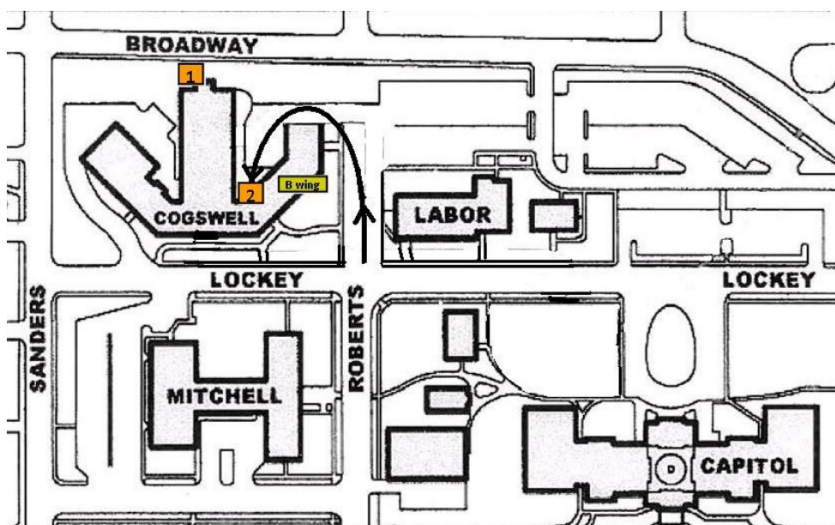 BROADWAY
1
2
B wing
COGSWELL
LABOR
LOCKEY
LOCKEY
SANDERS
ROBERTS
MITCHELL
CAPITOL